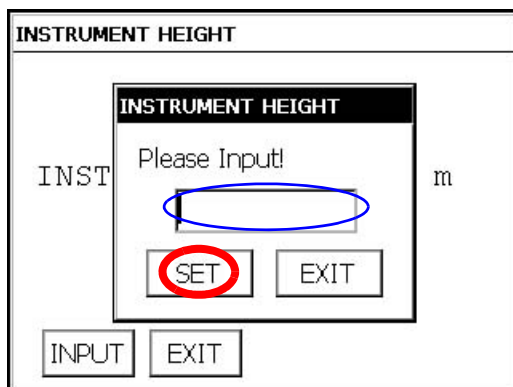 INSTRUMENT HEIGHT
INSTRUMENT HEIGHT
Please Input!
INST m
SET EXIT
INPUT EXIT